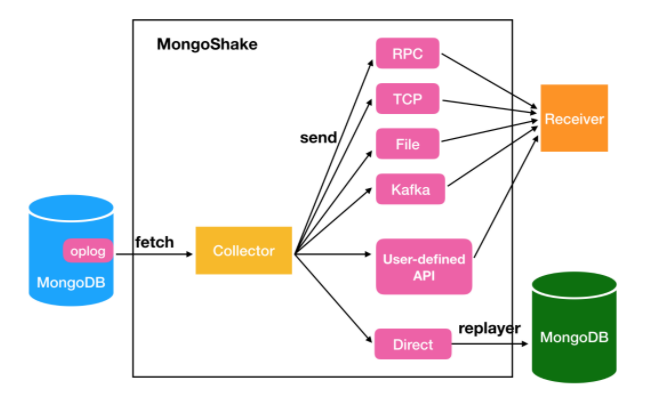 MongoShake
RPC
TCP
send
File
Kafka
Receiver
oplog
MongoDB
fetch
Collector
User-defined
API
Direct
replayer
MongoDB